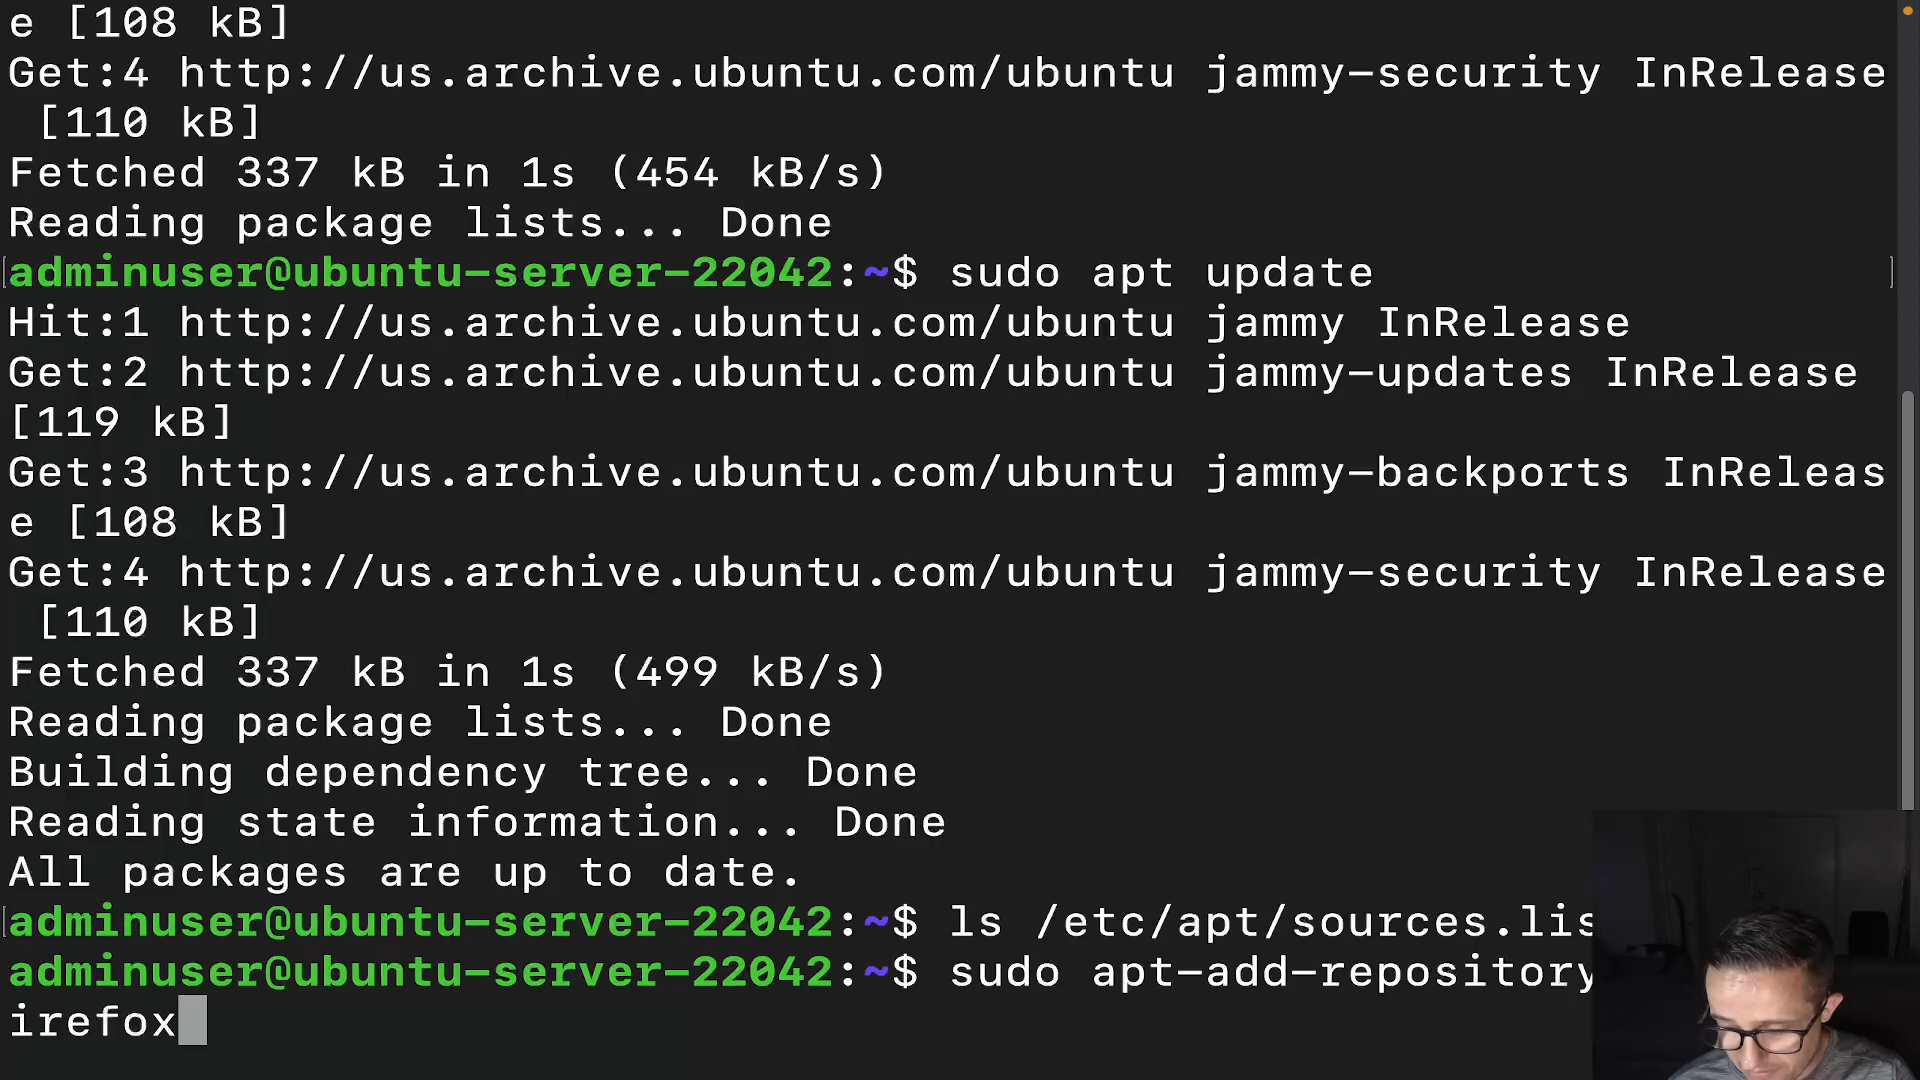 e [108 kB]
Get:4 http://us.archive.ubuntu.com/ubuntu jammy-security InRelease
[110 kB]
Fetched 337 kB in 1s (454 kB/s)
Reading package lists... Done
[adminuser@ubuntu-server-22042:~$ sudo apt update ]
Hit:1 http://us.archive.ubuntu.com/ubuntu jammy InRelease
Get:2 http://us.archive.ubuntu.com/ubuntu jammy-updates InRelease
[119 kB]
Get:3 http://us.archive.ubuntu.com/ubuntu jammy-backports InReleas
e [108 kB]
Get:4 http://us.archive.ubuntu.com/ubuntu jammy-security InRelease
[110 kB]
Fetched 337 kB in 1s (499 kB/s)
Reading package lists... Done
Building dependency tree... Done
Reading state information... Done
All packages are up to date.
[adminuser@ubuntu-server-22042:~$ ls /etc/apt/sources.lis
adminuser@ubuntu-server-22042:~$ sudo apt-add-repository
irefox